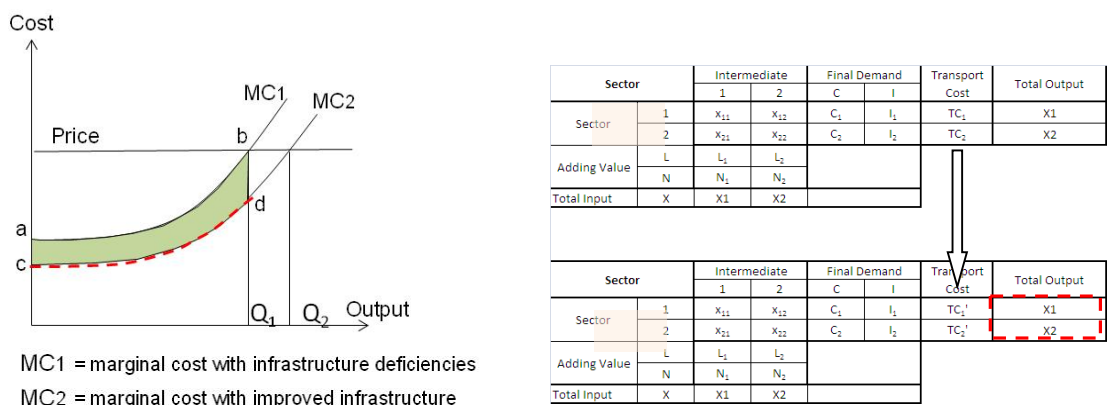 Cost
MC1
MC2
Price
b
d
a
c
Q1
Q2
Output
MC1 = marginal cost with infrastructure deficiencies
MC2 = marginal cost with improved infrastructure
Sector Intermediate Final Demand Transport Cost Total Output
1 2 C I
Sector 1 x11 x12 C1 I1 TC1 X1
2 x21 x22 C2 I2 TC2 X2
Adding Value L L1 L2
N N1 N2
Total Input X X1 X2
Sector Intermediate Final Demand Transport Cost Total Output
1 2 C I
Sector 1 x11 x12 C1 I1 TC1' X1
2 x21 x22 C2 I2 TC2' X2
Adding Value L L1 L2
N N1 N2
Total Input X X1 X2